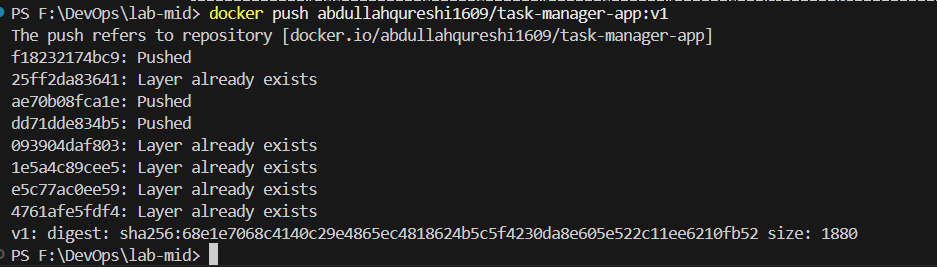 PS F:\DevOps\lab-mid> docker push abdullahqureshi1609/task-manager-app:v1
The push refers to repository [docker.io/abdullahqureshi1609/task-manager-app]
f18232174bc9: Pushed
25ff2da83641: Layer already exists
ae70b08fca1e: Pushed
dd71dde834b5: Pushed
093904daf803: Layer already exists
1e5a4c89cee5: Layer already exists
e5c77ac0ee59: Layer already exists
4761afe5fdf4: Layer already exists
v1: digest: sha256:68e1e7068c4140c29e4865ec4818624b5c5f4230da8e605e522c11ee6210fb52 size: 1880
PS F:\DevOps\lab-mid>